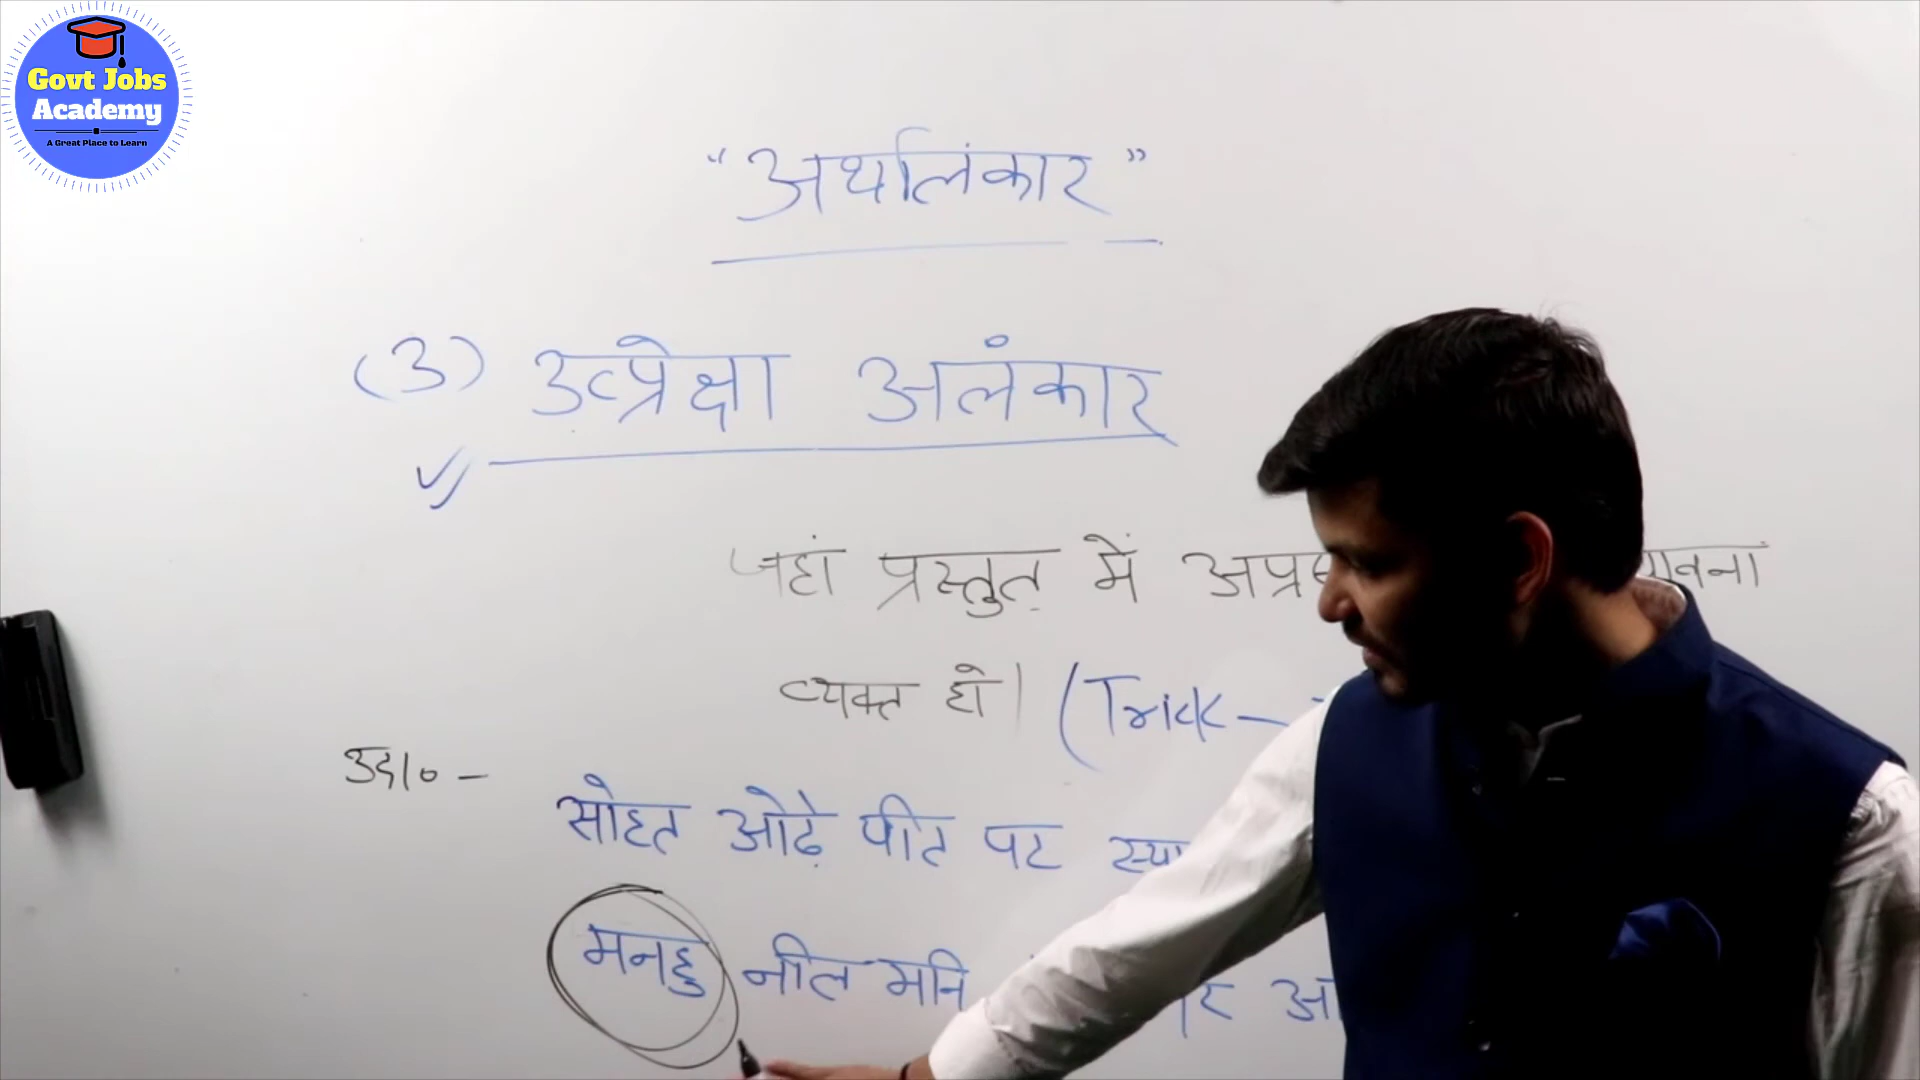 Govt Jobs
Academy
A Great Place to Learn
"अर्थालंकार"
(3) उत्प्रेक्षा अलंकार
जहां प्रस्तुत में
व्यक्त हो। (Trick -
उदा० -
सोहत ओढ़े पीत पट
मनहु नील मनि